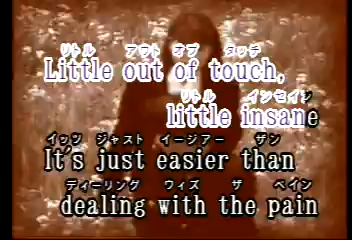 リトル アウト オブ タッチ
Little out of touch,
リトル インセイン
little insane
イッツ ジャスト イージアー ザン
It's just easier than
ディーリング ウィズ ザ ペイン
dealing with the pain